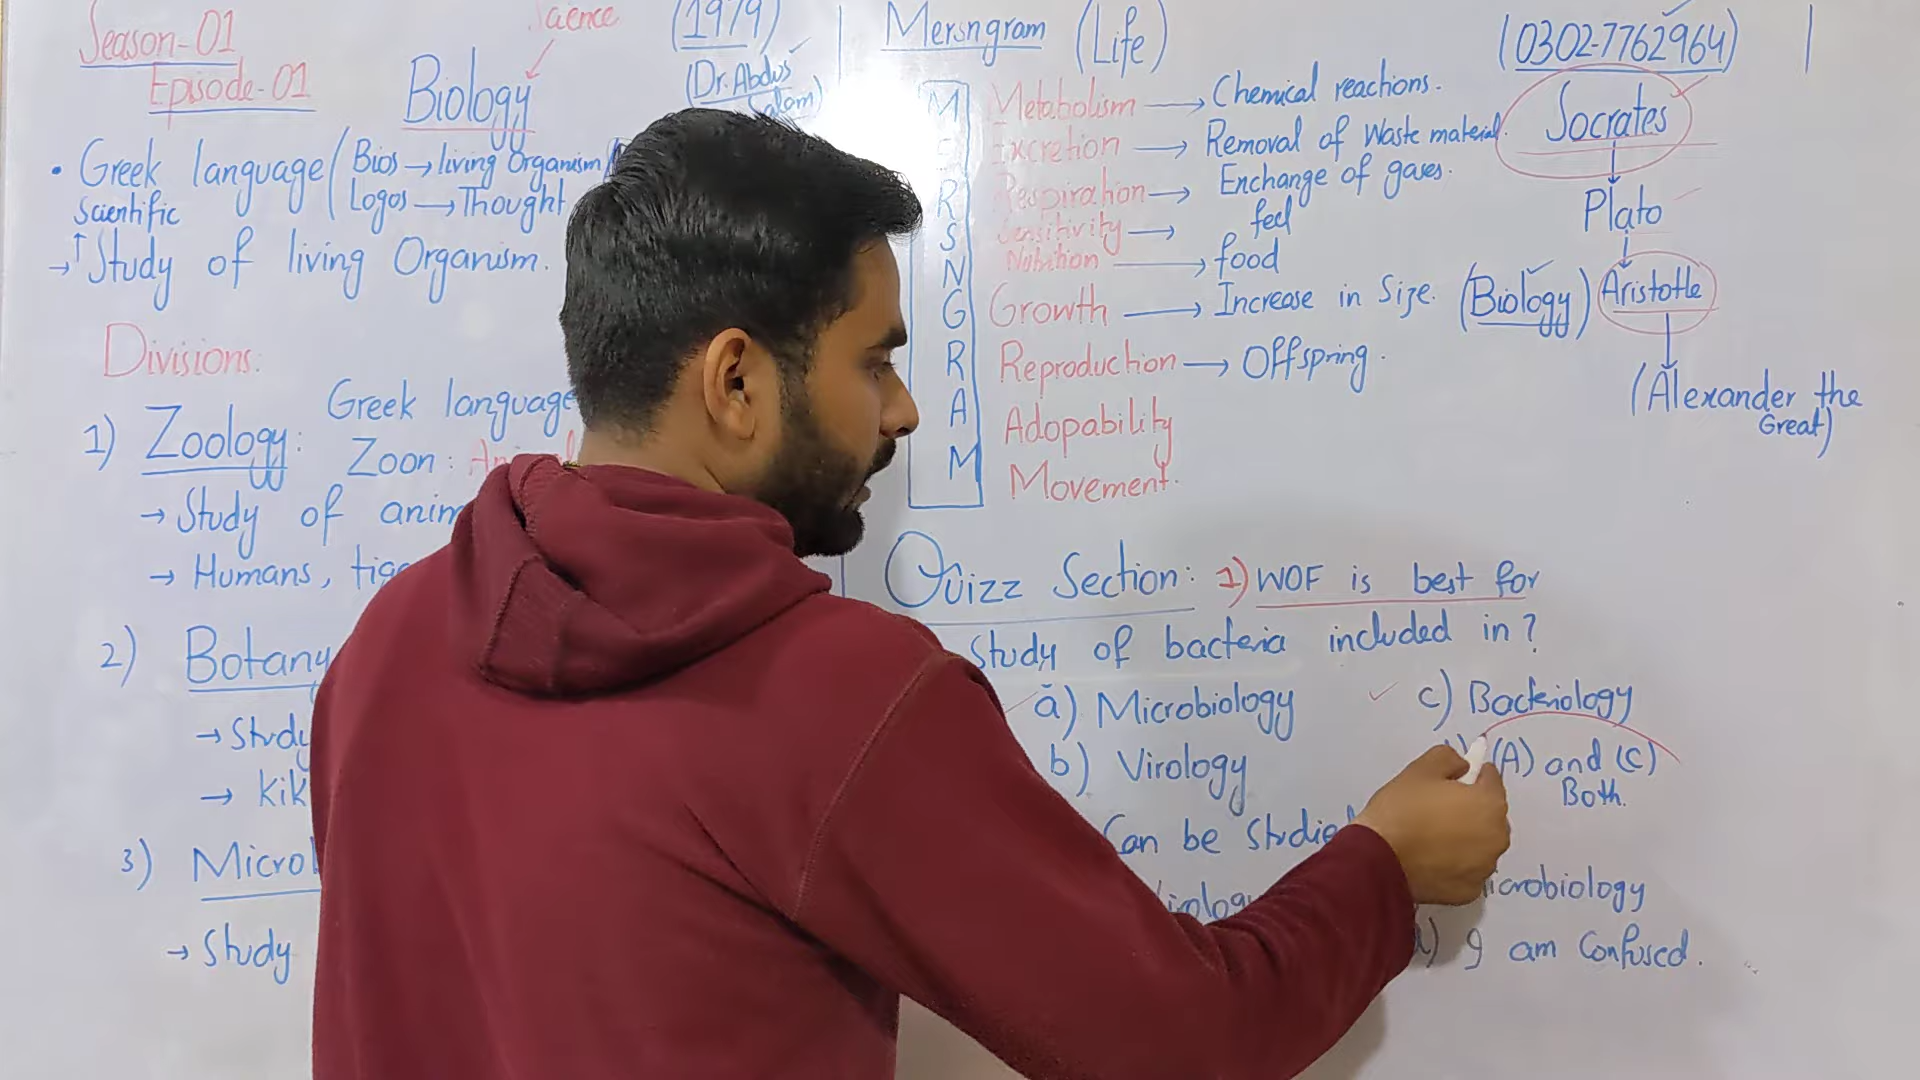 Season-01
Episode-01
Science
Biology
(1979)
(Dr. Abdus
Salam)
• Greek language (Bios → living Organism
Logos → Thought
Scientific
→ Study of living Organism.
Divisions:
1) Zoology: Greek language
Zoon:
→ Study of anim
→ Humans, tig
2) Botany
→ Study
→ kik
3) Microb
→ Study
Mersngram (Life)
M Metabolism → Chemical reactions.
E Excretion → Removal of Waste material.
R Respiration → Enchange of gases.
S Sensitivity → feel
N Nutrition → food
G Growth → Increase in Size.
R Reproduction → Offspring.
A Adopability
M Movement.
(0302-7762964)
Socrates
Plato
(Biology) Aristotle
(Alexander the
Great)
Quizz Section: 1) WOF is best for
Study of bacteria included in?
a) Microbiology c) Bacteriology
b) Virology (A) and (C)
Both.
Can be Studie
irology icrobiology
d) I am Confused.